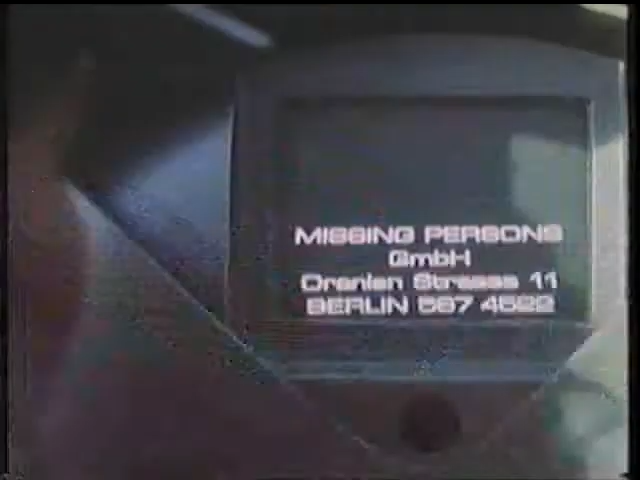 MISSING PERSONS
GmbH
Oranien Strasse 11
BERLIN 567 4522